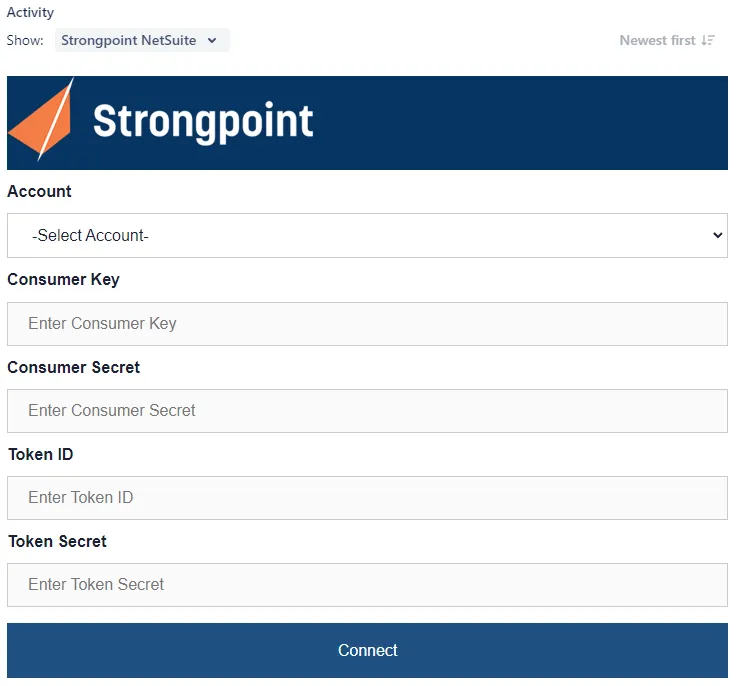 Activity
Show: Strongpoint NetSuite Newest first
Strongpoint
Account
-Select Account-
Consumer Key
Enter Consumer Key
Consumer Secret
Enter Consumer Secret
Token ID
Enter Token ID
Token Secret
Enter Token Secret
Connect